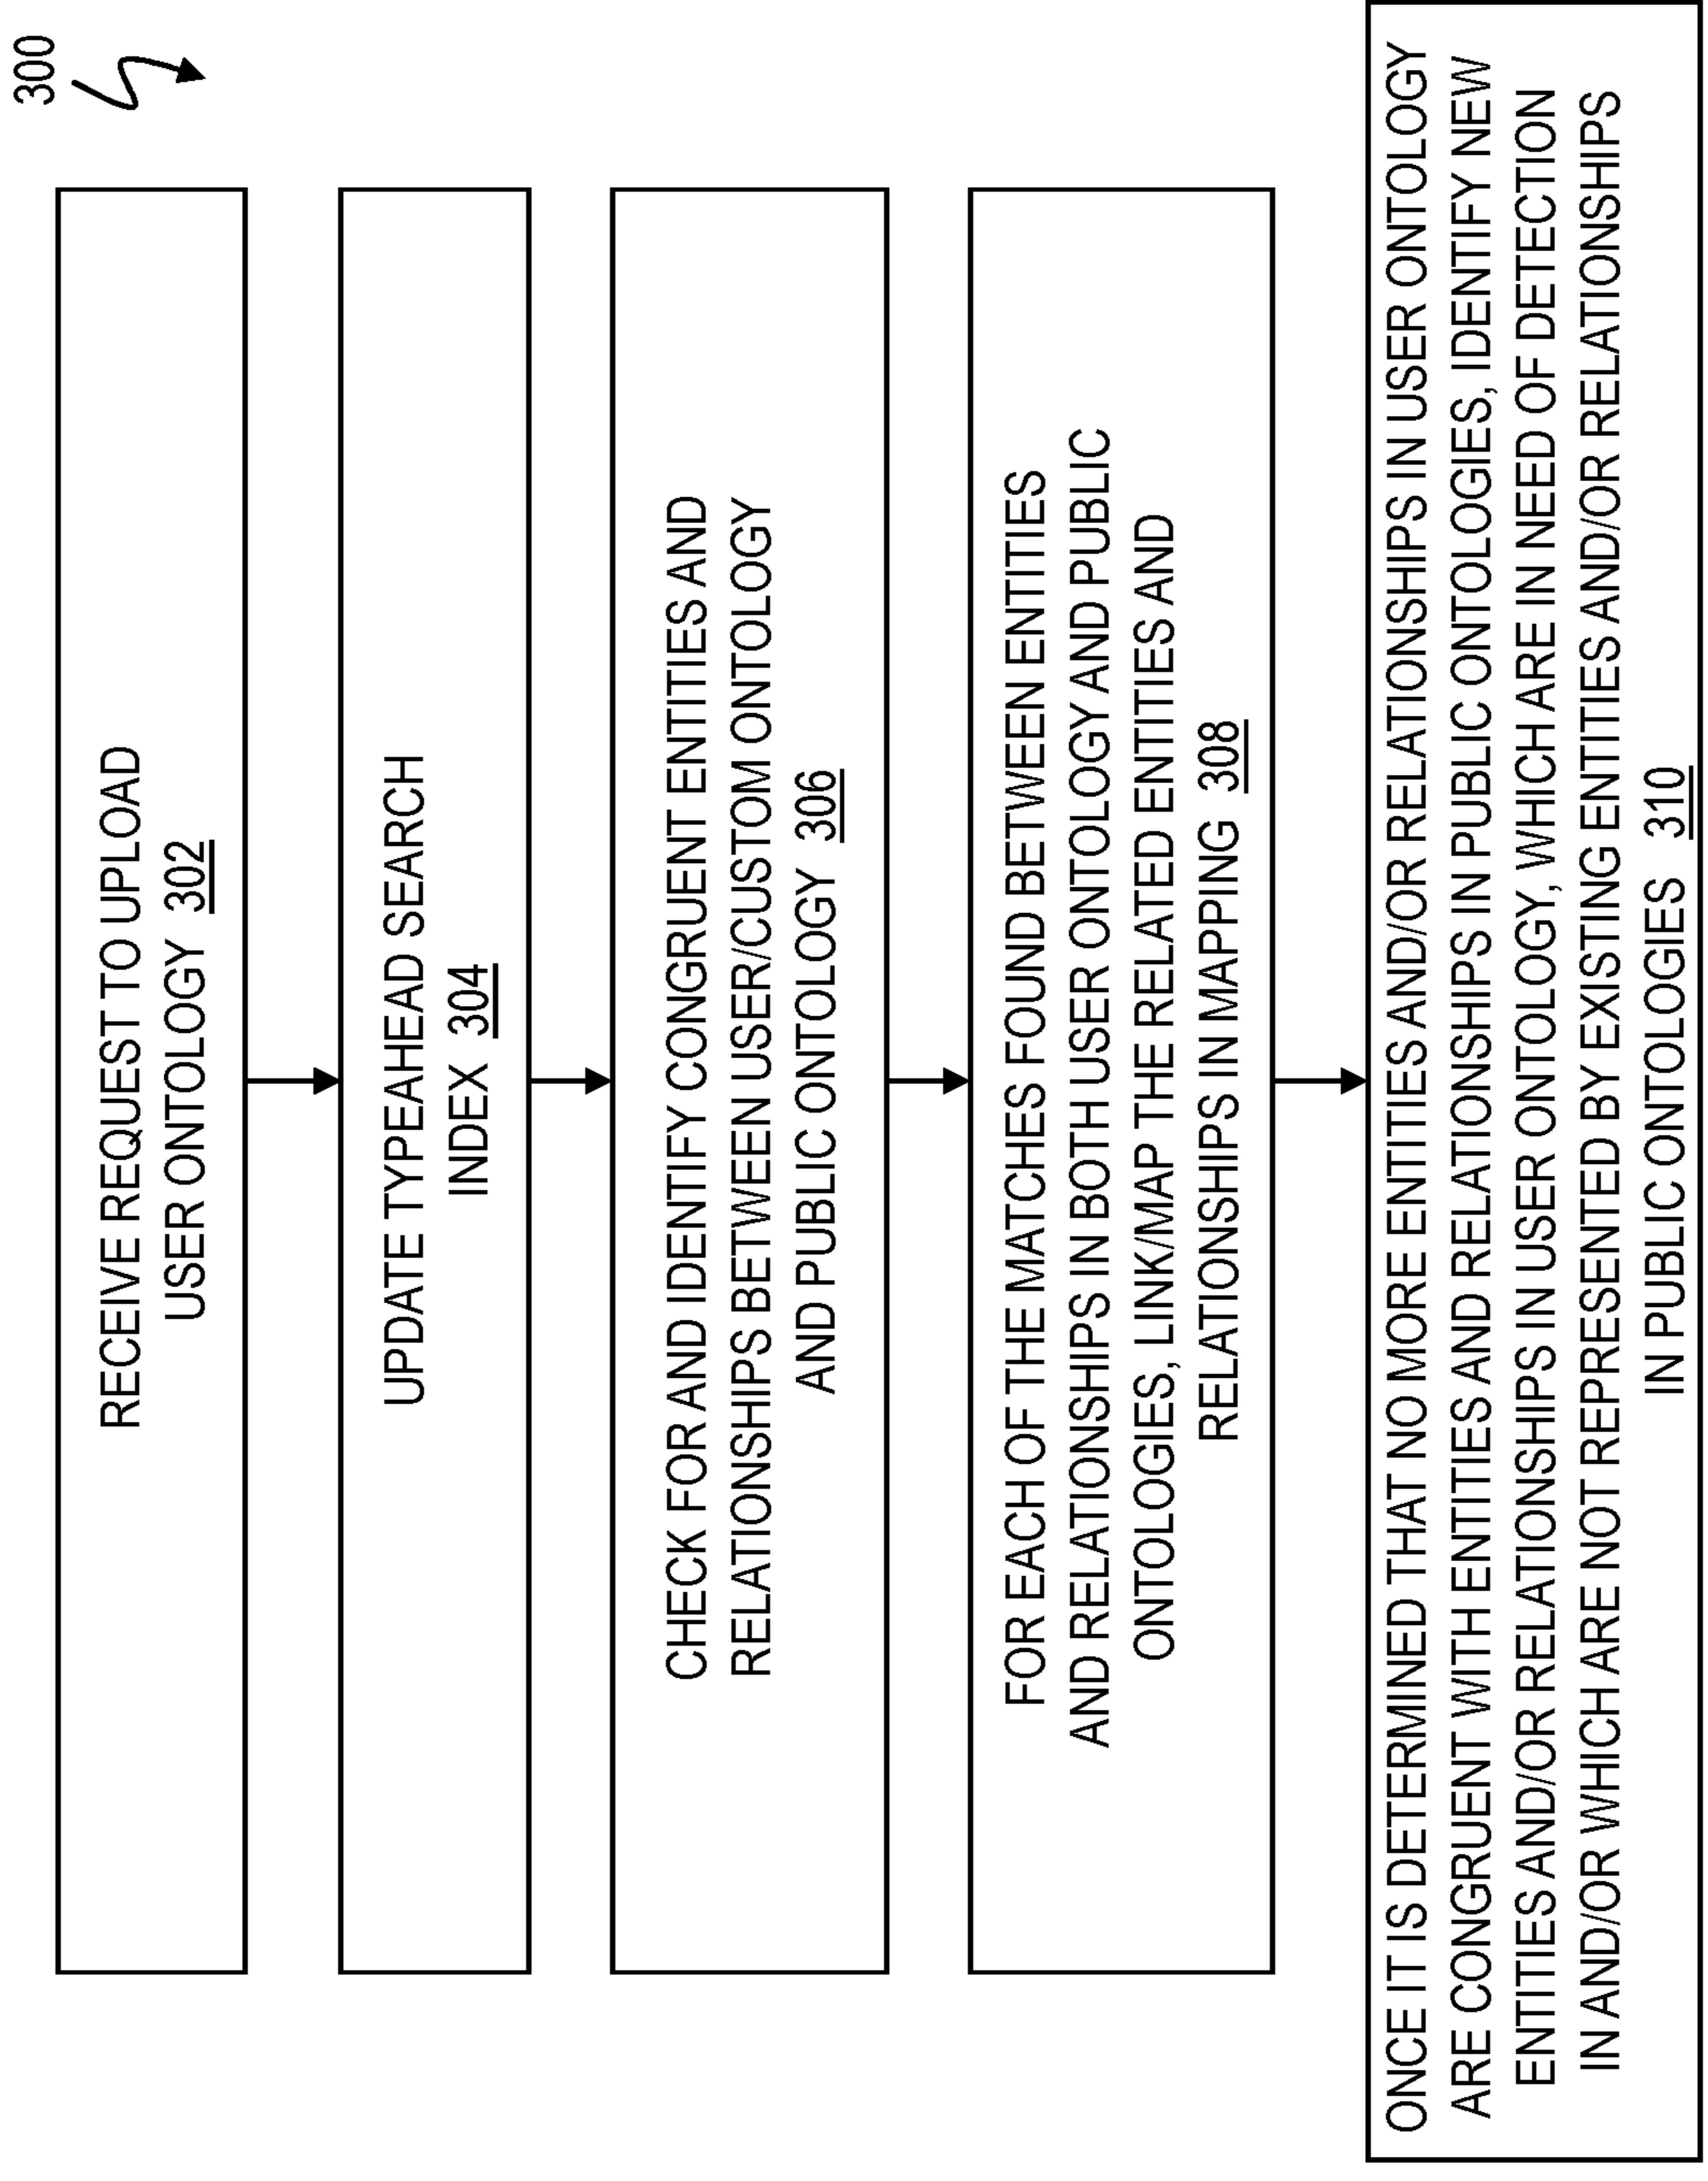 300
RECEIVE REQUEST TO UPLOAD
USER ONTOLOGY 302
UPDATE TYPEAHEAD SEARCH
INDEX 304
CHECK FOR AND IDENTIFY CONGRUENT ENTITIES AND
RELATIONSHIPS BETWEEN USER/CUSTOM ONTOLOGY
AND PUBLIC ONTOLOGY 306
FOR EACH OF THE MATCHES FOUND BETWEEN ENTITIES
AND RELATIONSHIPS IN BOTH USER ONTOLOGY AND PUBLIC
ONTOLOGIES, LINK/MAP THE RELATED ENTITIES AND
RELATIONSHIPS IN MAPPING 308
ONCE IT IS DETERMINED THAT NO MORE ENTITIES AND/OR RELATIONSHIPS IN USER ONTOLOGY
ARE CONGRUENT WITH ENTITIES AND RELATIONSHIPS IN PUBLIC ONTOLOGIES, IDENTIFY NEW
ENTITIES AND/OR RELATIONSHIPS IN USER ONTOLOGY, WHICH ARE IN NEED OF DETECTION
IN AND/OR WHICH ARE NOT REPRESENTED BY EXISTING ENTITIES AND/OR RELATIONSHIPS
IN PUBLIC ONTOLOGIES 310